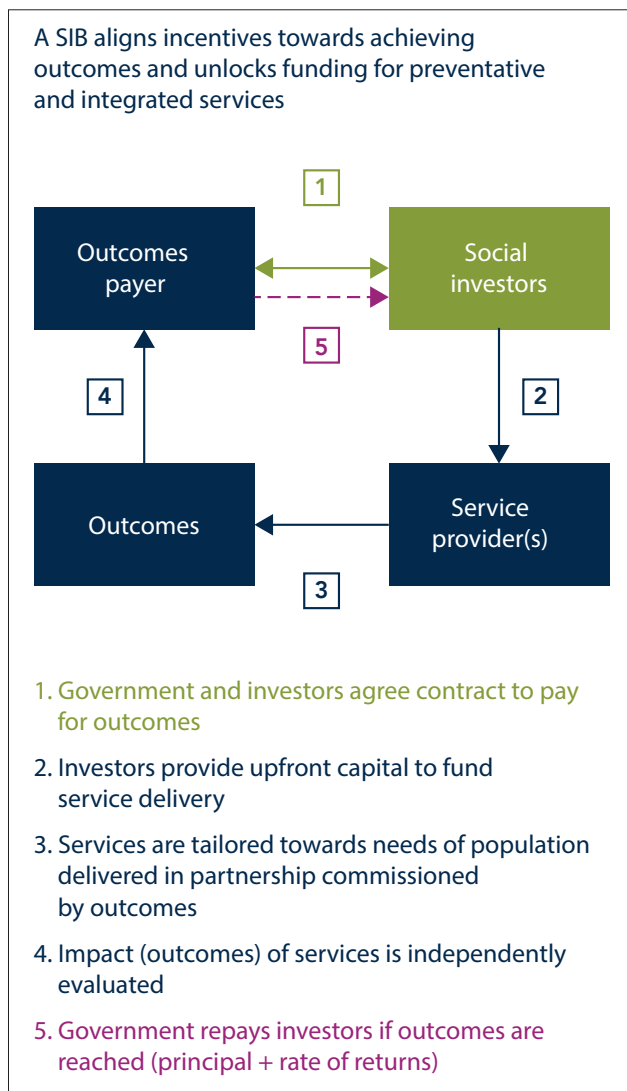 A SIB aligns incentives towards achieving
outcomes and unlocks funding for preventative
and integrated services
1
Outcomes
payer
Social
investors
5
4
2
Outcomes
Service
provider(s)
3
1. Government and investors agree contract to pay
for outcomes
2. Investors provide upfront capital to fund
service delivery
3. Services are tailored towards needs of population
delivered in partnership commissioned
by outcomes
4. Impact (outcomes) of services is independently
evaluated
5. Government repays investors if outcomes are
reached (principal + rate of returns)